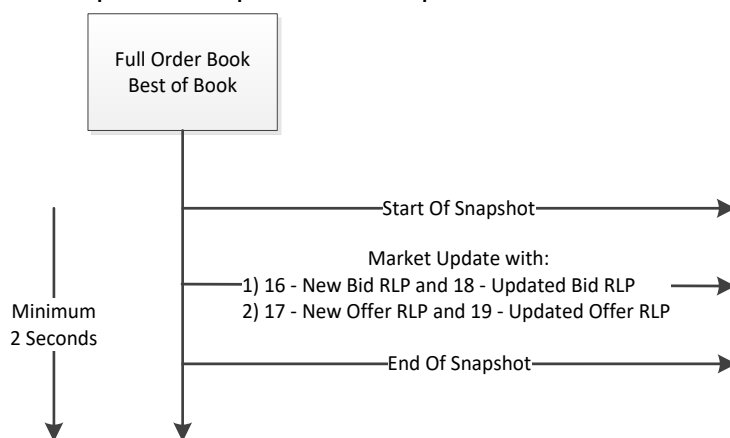 Full Order Book
Best of Book
Start Of Snapshot
Market Update with:
1) 16 - New Bid RLP and 18 - Updated Bid RLP
2) 17 - New Offer RLP and 19 - Updated Offer RLP
Minimum
2 Seconds
End Of Snapshot